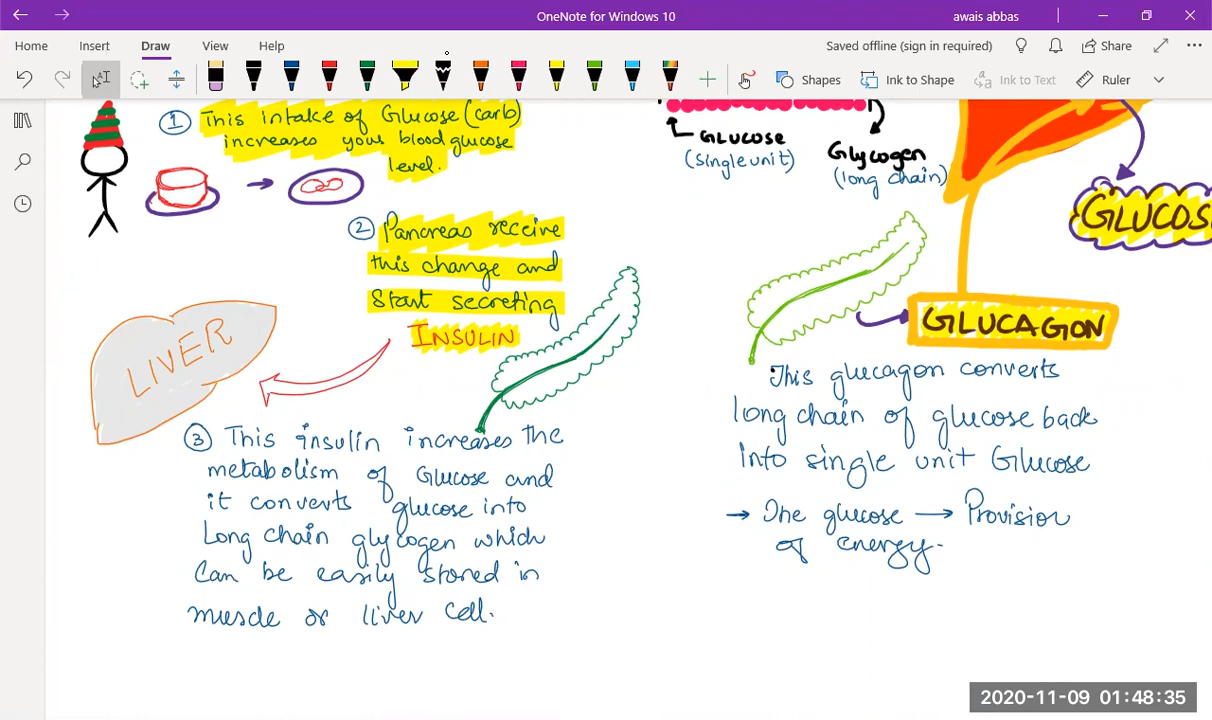 OneNote for Windows 10
awais abbas
Home Insert Draw View Help
Saved offline (sign in required)
Share
Shapes
Ink to Shape
Ink to Text
Ruler
1 This intake of Glucose (carb)
increases your blood glucose
level.
2 Pancreas receive
this change and
Start secreting
INSULIN
LIVER
3 This insulin increases the
metabolism of Glucose and
it converts glucose into
Long chain glycogen which
Can be easily stored in
muscle or liver cell.
GLUCOSE
(single unit)
Glycogen
(long chain)
GLUCOS
GLUCAGON
This glucagon converts
long chain of glucose back
into single unit Glucose
→ The glucose → Provision
of energy.
2020-11-09 01:48:35